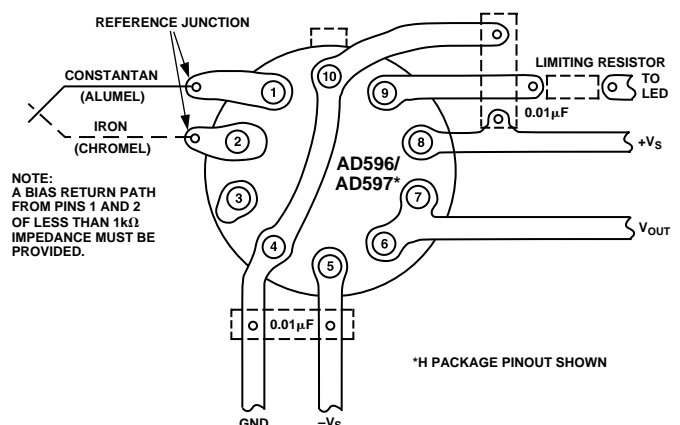 REFERENCE JUNCTION
CONSTANTAN
(ALUMEL)
IRON
(CHROMEL)
NOTE:
A BIAS RETURN PATH
FROM PINS 1 AND 2
OF LESS THAN 1kΩ
IMPEDANCE MUST BE
PROVIDED.
1
2
3
4
5
6
7
8
9
10
AD596/
AD597*
LIMITING RESISTOR
TO
LED
0.01μF
+VS
VOUT
0.01μF
*H PACKAGE PINOUT SHOWN
GND
–VS